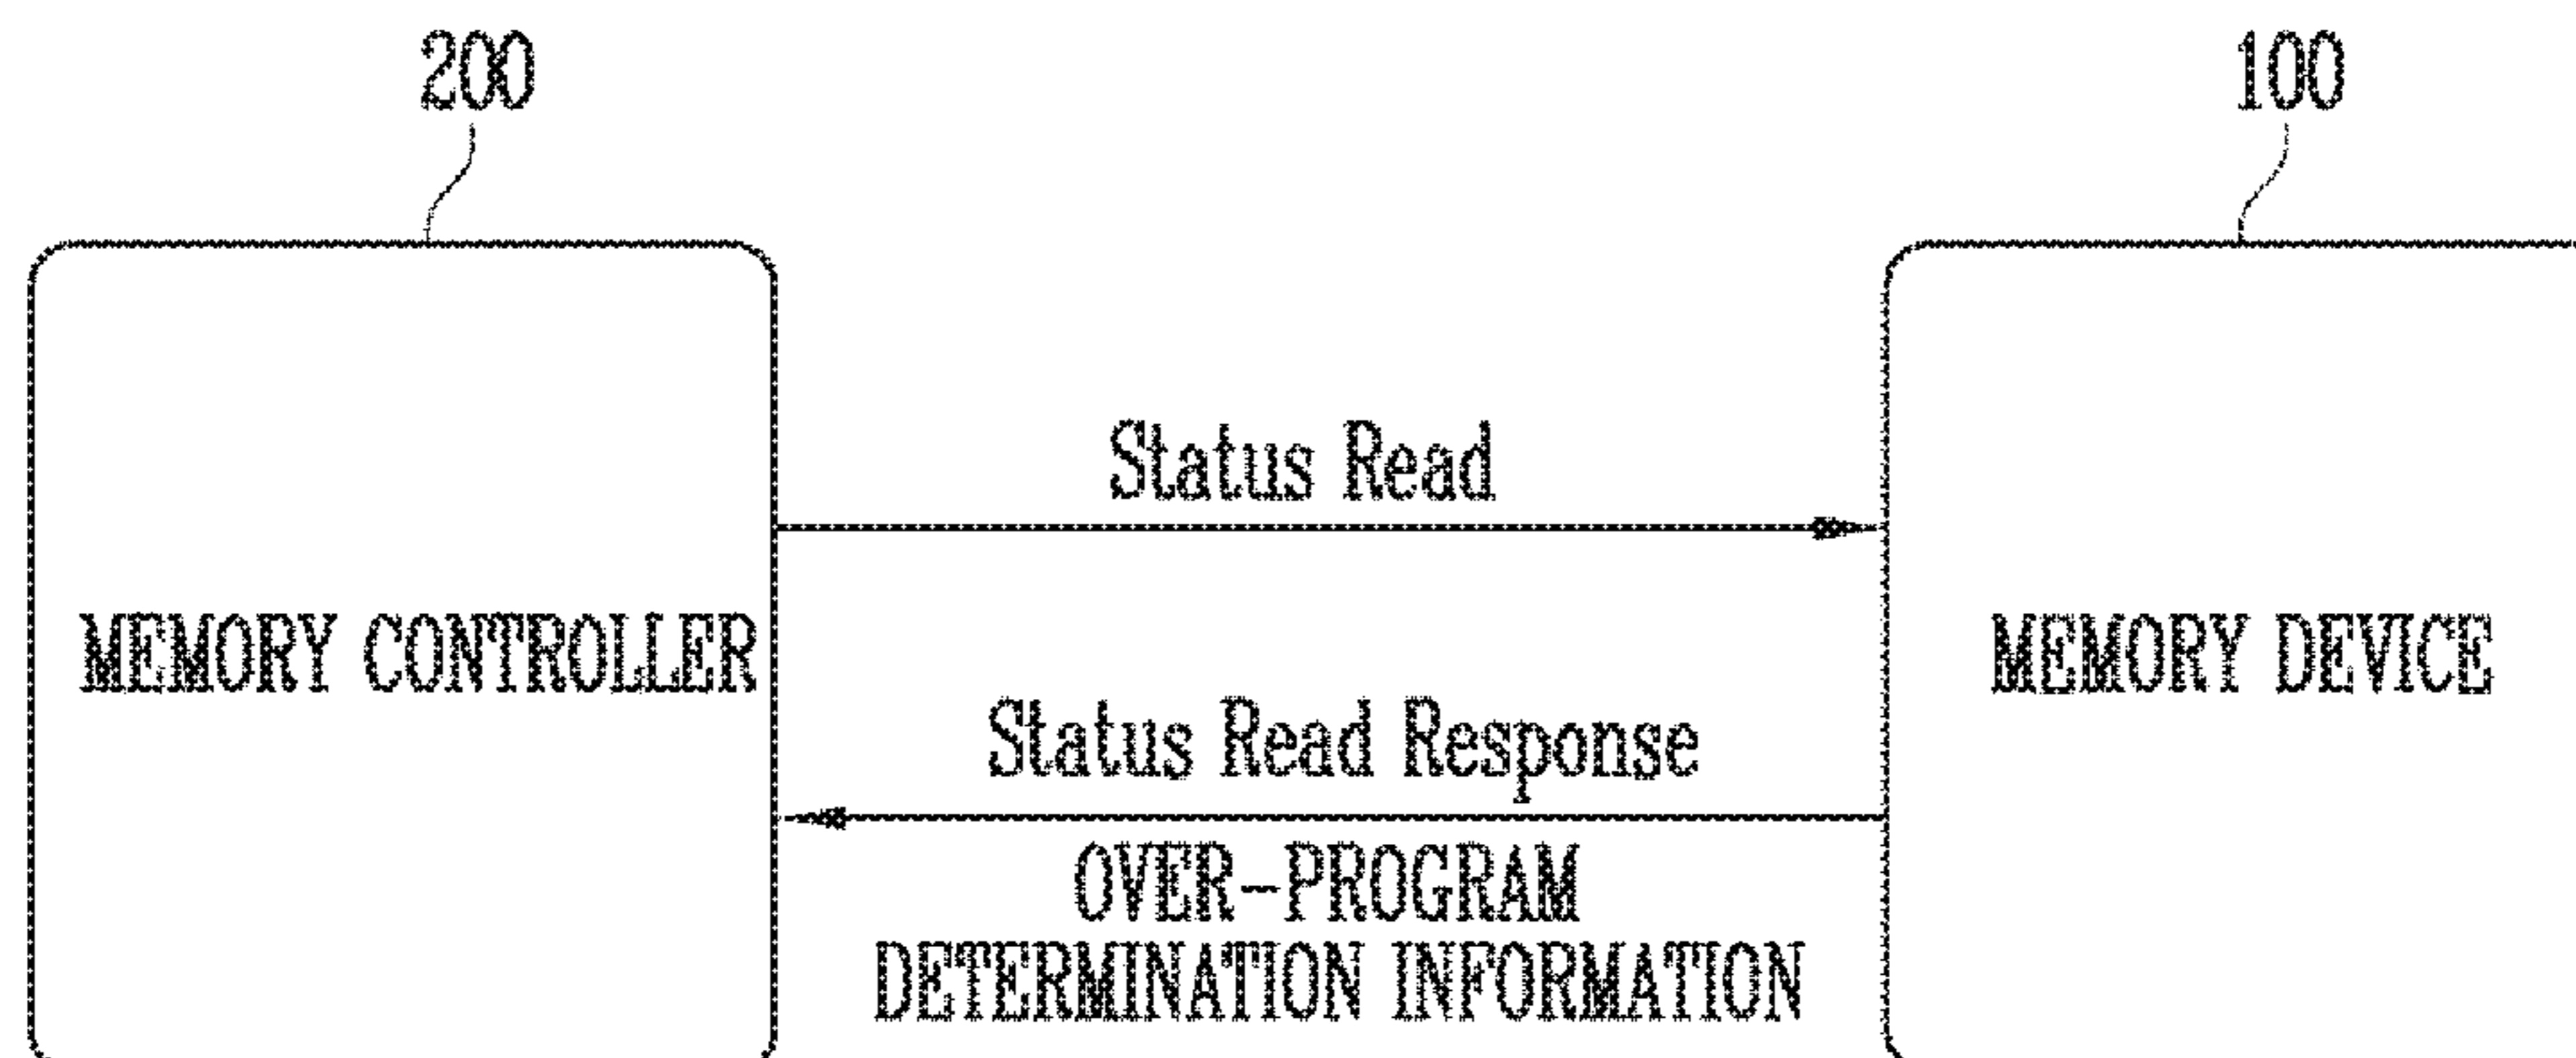 200
100
Status Read
MEMORY CONTROLLER
MEMORY DEVICE
Status Read Response
OVER-PROGRAM
DETERMINATION INFORMATION